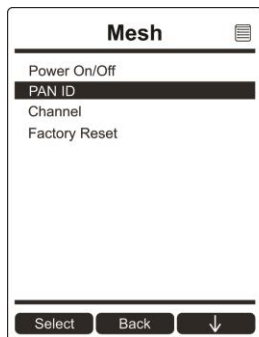 Mesh
Power On/Off
PAN ID
Channel
Factory Reset
Select Back ↓